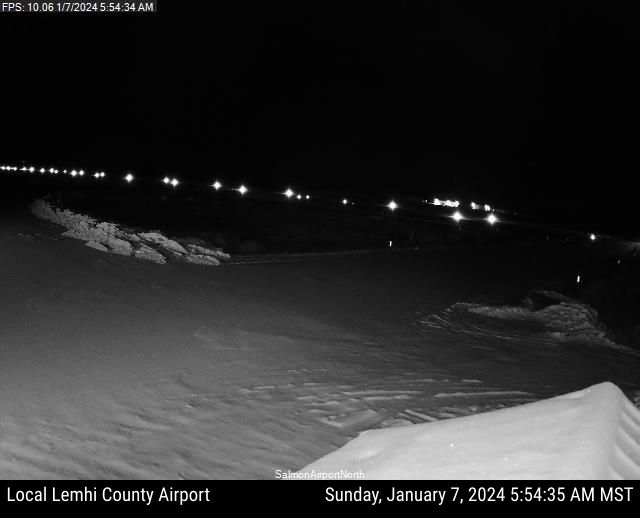 FPS: 10.06 1/7/2024 5:54:34 AM
SalmonAirportNorth
Local Lemhi County Airport Sunday, January 7, 2024 5:54:35 AM MST